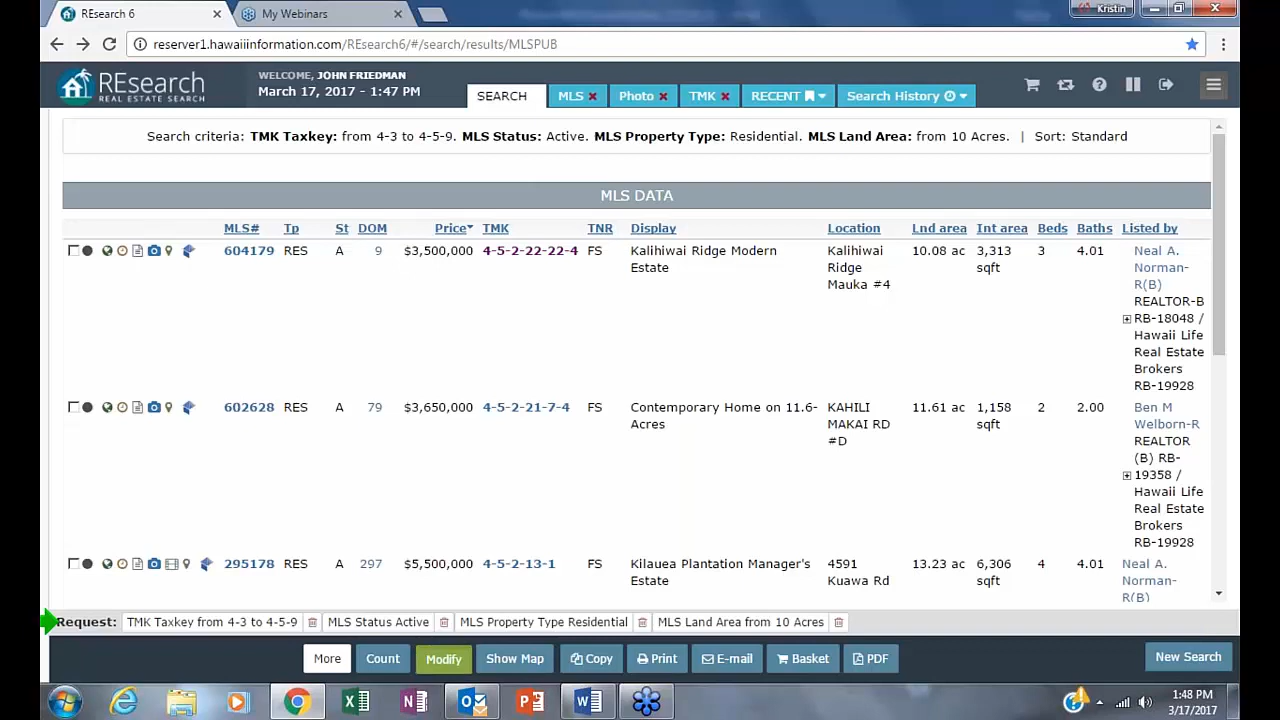 REsearch 6
My Webinars
Kristin
reserver1.hawaiiinformation.com/REsearch6/#/search/results/MLSPUB
REsearch
REAL ESTATE SEARCH
WELCOME, JOHN FRIEDMAN
March 17, 2017 - 1:47 PM
SEARCH
MLS
Photo
TMK
RECENT
Search History
Search criteria: TMK Taxkey: from 4-3 to 4-5-9. MLS Status: Active. MLS Property Type: Residential. MLS Land Area: from 10 Acres. | Sort: Standard
MLS DATA
MLS# Tp St DOM Price TMK TNR Display Location Lnd area Int area Beds Baths Listed by
604179 RES A 9 $3,500,000 4-5-2-22-22-4 FS Kalihiwai Ridge Modern Kalihiwai 10.08 ac 3,313 3 4.01 Neal A.
Estate Ridge sqft Norman-
Mauka #4 R(B)
REALTOR-B
RB-18048 /
Hawaii Life
Real Estate
Brokers
RB-19928
602628 RES A 79 $3,650,000 4-5-2-21-7-4 FS Contemporary Home on 11.6- KAHILI 11.61 ac 1,158 2 2.00 Ben M
Acres MAKAI RD sqft Welborn-R
#D REALTOR
(B) RB-
19358 /
Hawaii Life
Real Estate
Brokers
RB-19928
295178 RES A 297 $5,500,000 4-5-2-13-1 FS Kilauea Plantation Manager's 4591 13.23 ac 6,306 4 4.01 Neal A.
Estate Kuawa Rd sqft Norman-
R(B)
Request: TMK Taxkey from 4-3 to 4-5-9 MLS Status Active MLS Property Type Residential MLS Land Area from 10 Acres
More Count Modify Show Map Copy Print E-mail Basket PDF New Search
1:48 PM
3/17/2017